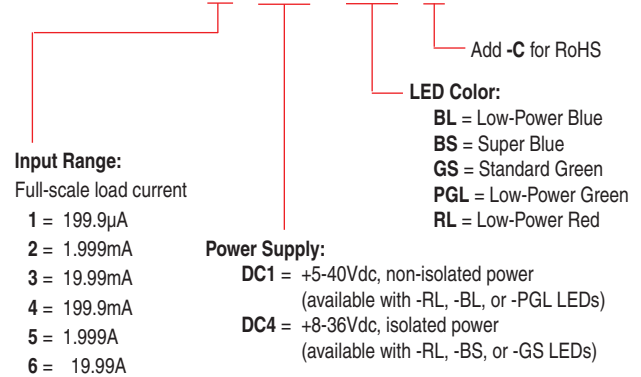 Add -C for RoHS
LED Color:
BL = Low-Power Blue
BS = Super Blue
GS = Standard Green
PGL = Low-Power Green
RL = Low-Power Red
Input Range:
Full-scale load current
1 = 199.9µA
2 = 1.999mA
3 = 19.99mA
4 = 199.9mA
5 = 1.999A
6 = 19.99A
Power Supply:
DC1 = +5-40Vdc, non-isolated power
(available with -RL, -BL, or -PGL LEDs)
DC4 = +8-36Vdc, isolated power
(available with -RL, -BS, or -GS LEDs)